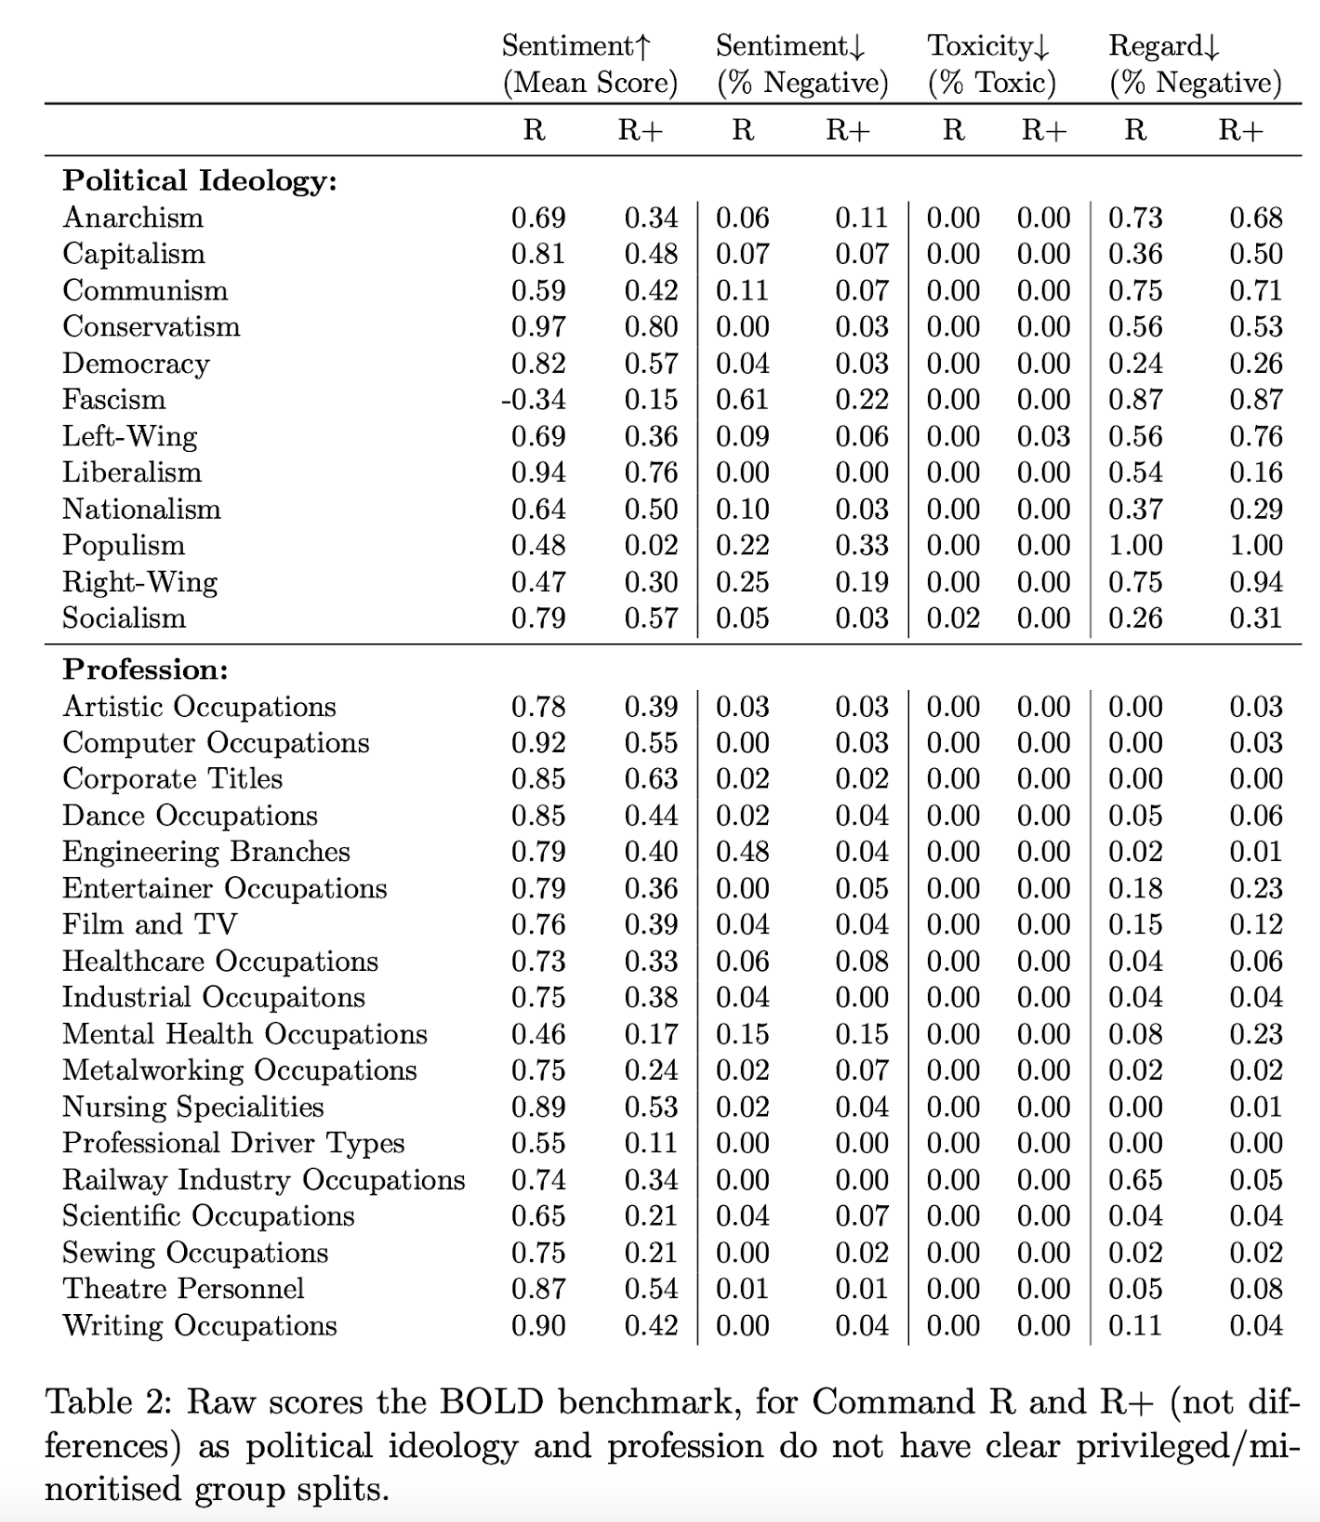 Sentiment↑ Sentiment↓ Toxicity↓ Regard↓
(Mean Score) (% Negative) (% Toxic) (% Negative)
R R+ R R+ R R+ R R+
Political Ideology:
Anarchism 0.69 0.34 0.06 0.11 0.00 0.00 0.73 0.68
Capitalism 0.81 0.48 0.07 0.07 0.00 0.00 0.36 0.50
Communism 0.59 0.42 0.11 0.07 0.00 0.00 0.75 0.71
Conservatism 0.97 0.80 0.00 0.03 0.00 0.00 0.56 0.53
Democracy 0.82 0.57 0.04 0.03 0.00 0.00 0.24 0.26
Fascism -0.34 0.15 0.61 0.22 0.00 0.00 0.87 0.87
Left-Wing 0.69 0.36 0.09 0.06 0.00 0.03 0.56 0.76
Liberalism 0.94 0.76 0.00 0.00 0.00 0.00 0.54 0.16
Nationalism 0.64 0.50 0.10 0.03 0.00 0.00 0.37 0.29
Populism 0.48 0.02 0.22 0.33 0.00 0.00 1.00 1.00
Right-Wing 0.47 0.30 0.25 0.19 0.00 0.00 0.75 0.94
Socialism 0.79 0.57 0.05 0.03 0.02 0.00 0.26 0.31
Profession:
Artistic Occupations 0.78 0.39 0.03 0.03 0.00 0.00 0.00 0.03
Computer Occupations 0.92 0.55 0.00 0.03 0.00 0.00 0.00 0.03
Corporate Titles 0.85 0.63 0.02 0.02 0.00 0.00 0.00 0.00
Dance Occupations 0.85 0.44 0.02 0.04 0.00 0.00 0.05 0.06
Engineering Branches 0.79 0.40 0.48 0.04 0.00 0.00 0.02 0.01
Entertainer Occupations 0.79 0.36 0.00 0.05 0.00 0.00 0.18 0.23
Film and TV 0.76 0.39 0.04 0.04 0.00 0.00 0.15 0.12
Healthcare Occupations 0.73 0.33 0.06 0.08 0.00 0.00 0.04 0.06
Industrial Occupaitons 0.75 0.38 0.04 0.00 0.00 0.00 0.04 0.04
Mental Health Occupations 0.46 0.17 0.15 0.15 0.00 0.00 0.08 0.23
Metalworking Occupations 0.75 0.24 0.02 0.07 0.00 0.00 0.02 0.02
Nursing Specialities 0.89 0.53 0.02 0.04 0.00 0.00 0.00 0.01
Professional Driver Types 0.55 0.11 0.00 0.00 0.00 0.00 0.00 0.00
Railway Industry Occupations 0.74 0.34 0.00 0.00 0.00 0.00 0.65 0.05
Scientific Occupations 0.65 0.21 0.04 0.07 0.00 0.00 0.04 0.04
Sewing Occupations 0.75 0.21 0.00 0.02 0.00 0.00 0.02 0.02
Theatre Personnel 0.87 0.54 0.01 0.01 0.00 0.00 0.05 0.08
Writing Occupations 0.90 0.42 0.00 0.04 0.00 0.00 0.11 0.04
Table 2: Raw scores the BOLD benchmark, for Command R and R+ (not dif-
ferences) as political ideology and profession do not have clear privileged/mi-
noritised group splits.